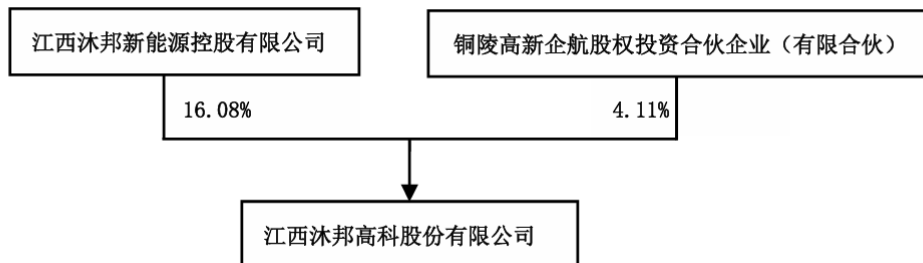 江西沐邦新能源控股有限公司
铜陵高新企航股权投资合伙企业（有限合伙）
16.08%
4.11%
江西沐邦高科股份有限公司